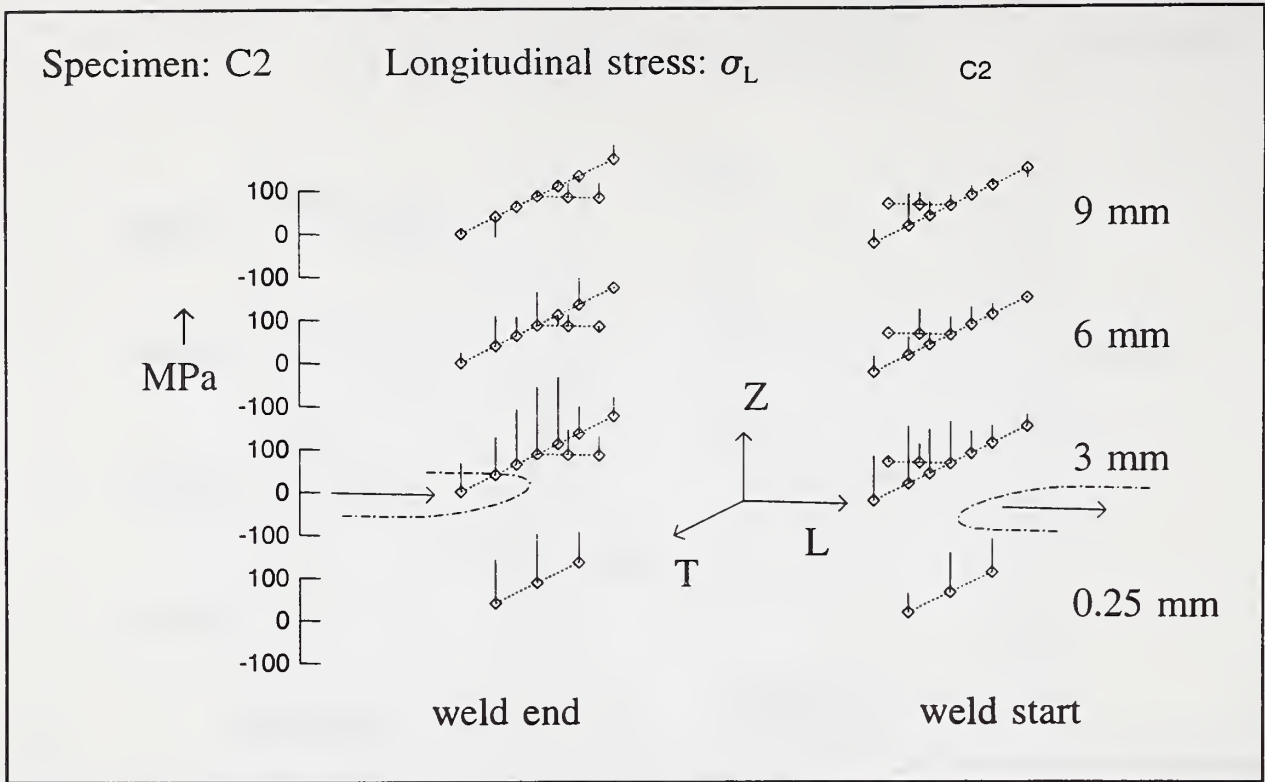 Specimen: C2 Longitudinal stress: σL C2
100
0
-100
9 mm
100
0
-100
6 mm
MPa
100
0
-100
3 mm
Z
L
T
100
0
-100
0.25 mm
weld end weld start